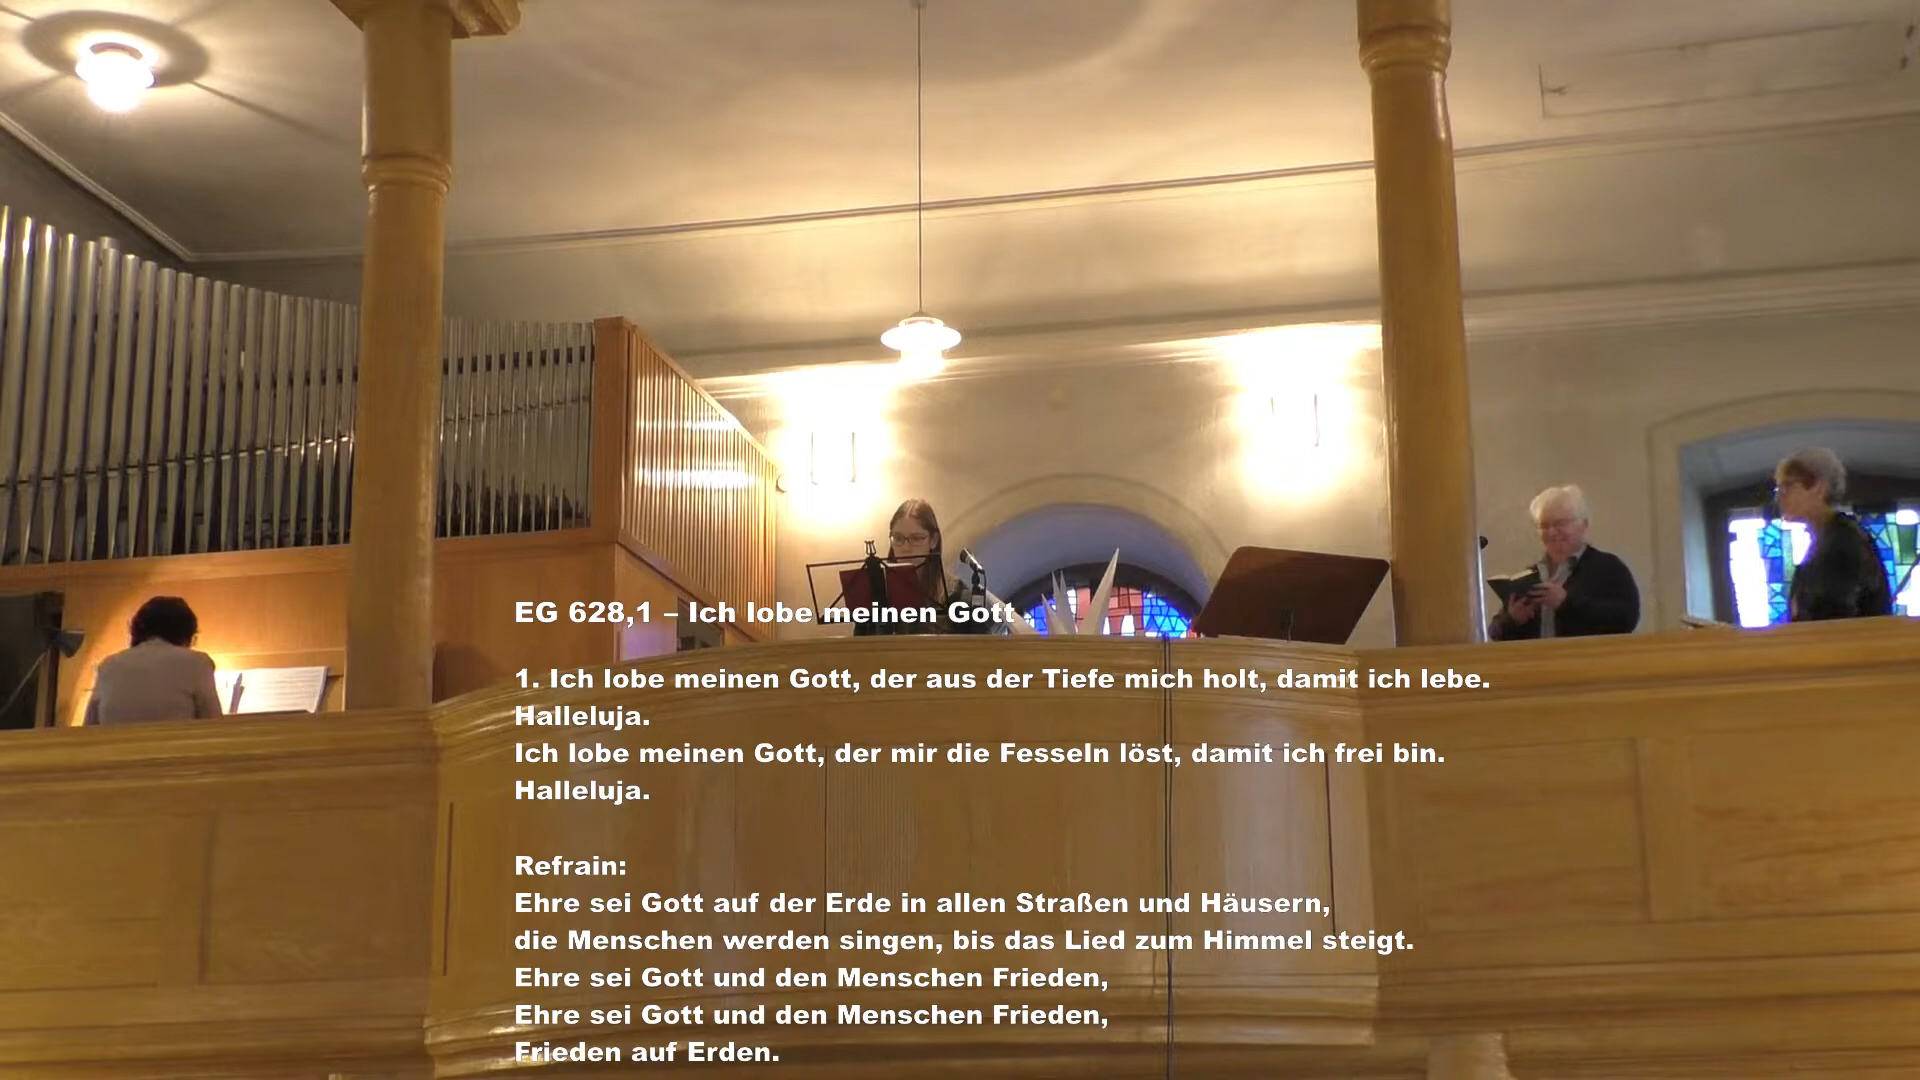 EG 628,1 – Ich lobe meinen Gott
1. Ich lobe meinen Gott, der aus der Tiefe mich holt, damit ich lebe.
Halleluja.
Ich lobe meinen Gott, der mir die Fesseln löst, damit ich frei bin.
Halleluja.
Refrain:
Ehre sei Gott auf der Erde in allen Straßen und Häusern,
die Menschen werden singen, bis das Lied zum Himmel steigt.
Ehre sei Gott und den Menschen Frieden,
Ehre sei Gott und den Menschen Frieden,
Frieden auf Erden.